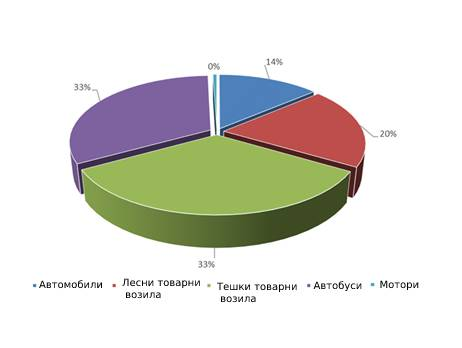 0%
14%
33%
20%
33%
Автомобили
Лесни товарни
возила
Тешки товарни
возила
Автобуси
Мотори